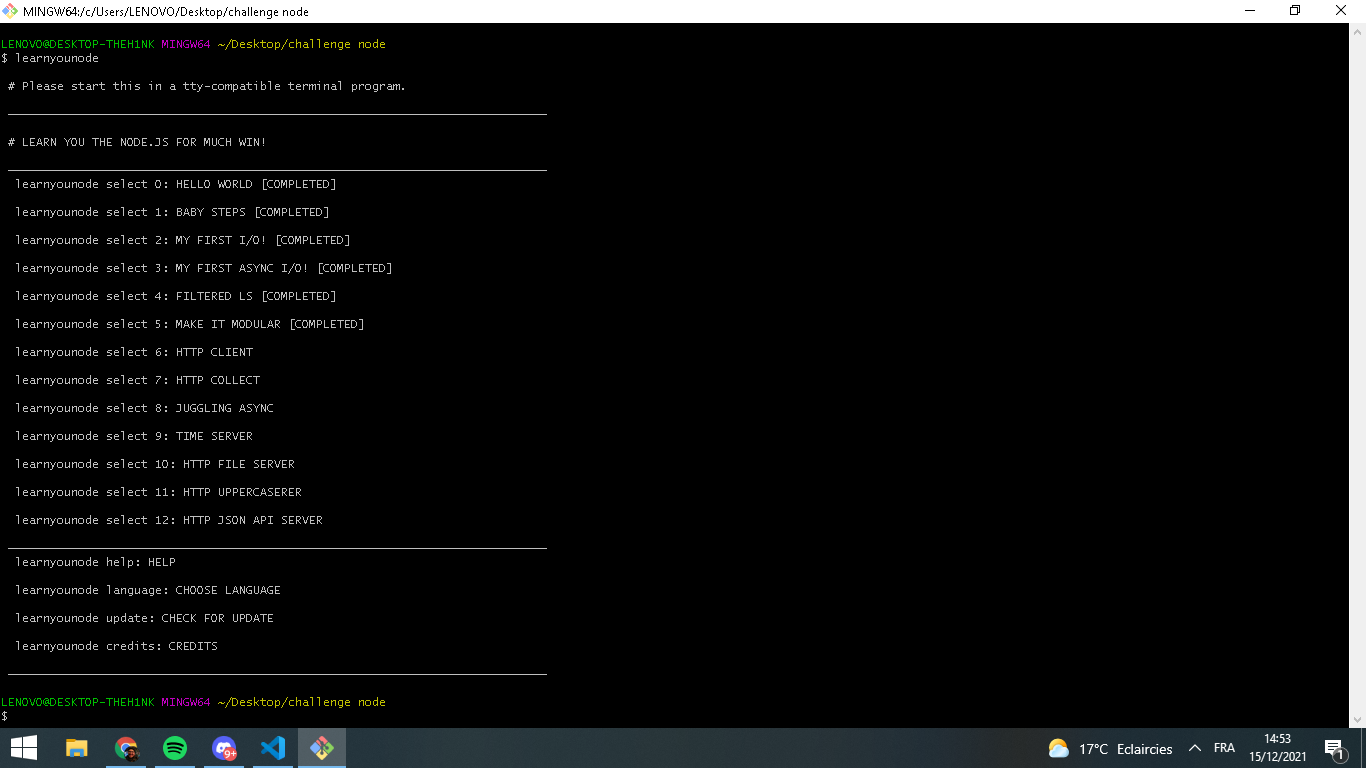 MINGW64:/c/Users/LENOVO/Desktop/challenge node
LENOVO@DESKTOP-THEH1NK MINGW64 ~/Desktop/challenge node
$ learnyounode
# Please start this in a tty-compatible terminal program.
# LEARN YOU THE NODE.JS FOR MUCH WIN!
learnyounode select 0: HELLO WORLD [COMPLETED]
learnyounode select 1: BABY STEPS [COMPLETED]
learnyounode select 2: MY FIRST I/O! [COMPLETED]
learnyounode select 3: MY FIRST ASYNC I/O! [COMPLETED]
learnyounode select 4: FILTERED LS [COMPLETED]
learnyounode select 5: MAKE IT MODULAR [COMPLETED]
learnyounode select 6: HTTP CLIENT
learnyounode select 7: HTTP COLLECT
learnyounode select 8: JUGGLING ASYNC
learnyounode select 9: TIME SERVER
learnyounode select 10: HTTP FILE SERVER
learnyounode select 11: HTTP UPPERCASERER
learnyounode select 12: HTTP JSON API SERVER
learnyounode help: HELP
learnyounode language: CHOOSE LANGUAGE
learnyounode update: CHECK FOR UPDATE
learnyounode credits: CREDITS
LENOVO@DESKTOP-THEH1NK MINGW64 ~/Desktop/challenge node
$
9+
17°C Eclaircies
FRA
14:53
15/12/2021
1